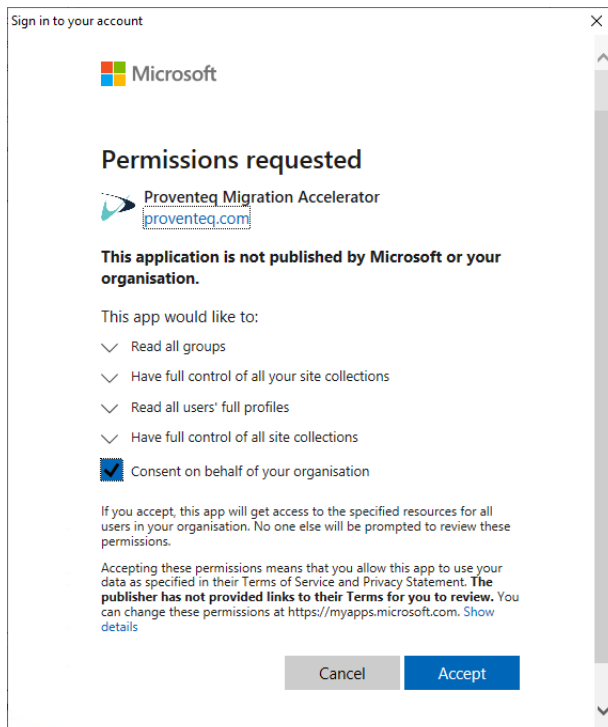 Sign in to your account
Microsoft
Permissions requested
Proventeq Migration Accelerator
proventeq.com
This application is not published by Microsoft or your
organisation.
This app would like to:
Read all groups
Have full control of all your site collections
Read all users' full profiles
Have full control of all site collections
Consent on behalf of your organisation
If you accept, this app will get access to the specified resources for all
users in your organisation. No one else will be prompted to review these
permissions.
Accepting these permissions means that you allow this app to use your
data as specified in their Terms of Service and Privacy Statement. The
publisher has not provided links to their Terms for you to review. You
can change these permissions at https://myapps.microsoft.com. Show
details
Cancel
Accept